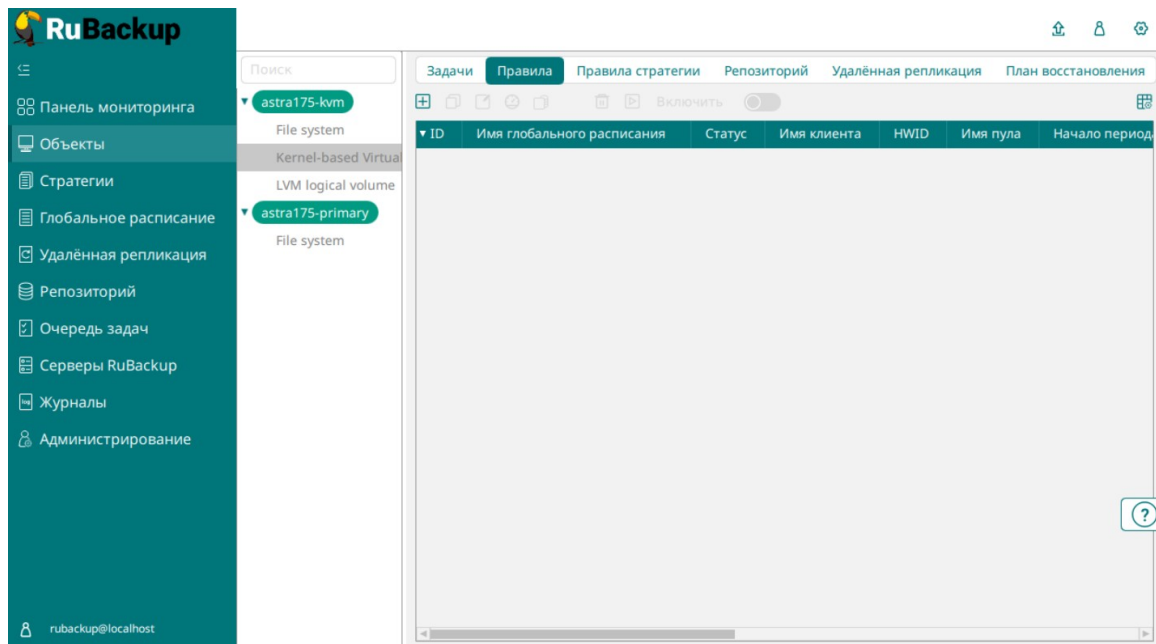 RuBackup
Поиск
Задачи Правила Правила стратегии Репозиторий Удалённая репликация План восстановления
Панель мониторинга
Объекты
Стратегии
Глобальное расписание
Удалённая репликация
Репозиторий
Очередь задач
Серверы RuBackup
Журналы
Администрирование
rubackup@localhost
astra175-kvm
File system
Kernel-based Virtual
LVM logical volume
astra175-primary
File system
Включить
ID Имя глобального расписания Статус Имя клиента HWID Имя пула Начало период
?